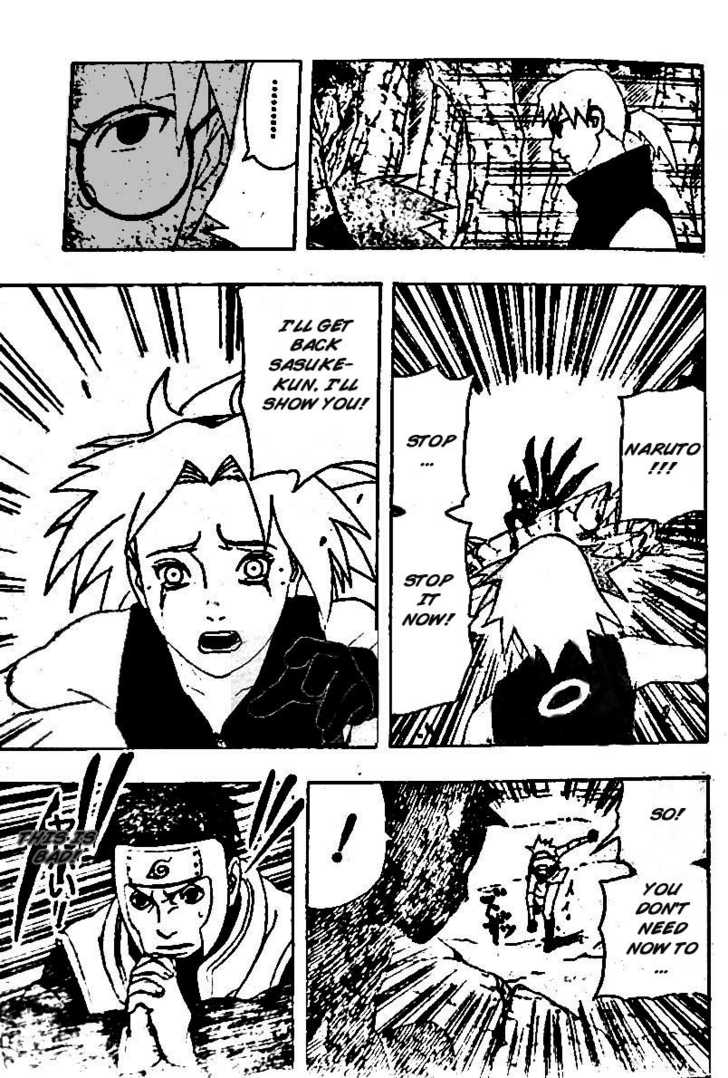 .........
NARUTO
!!!
STOP
...
STOP
IT
NOW!
I'LL GET
BACK
SASUKE-
KUN, I'LL
SHOW YOU!
SO!
YOU
DON'T
NEED
NOW TO
...
!
THIS IS
BAD!